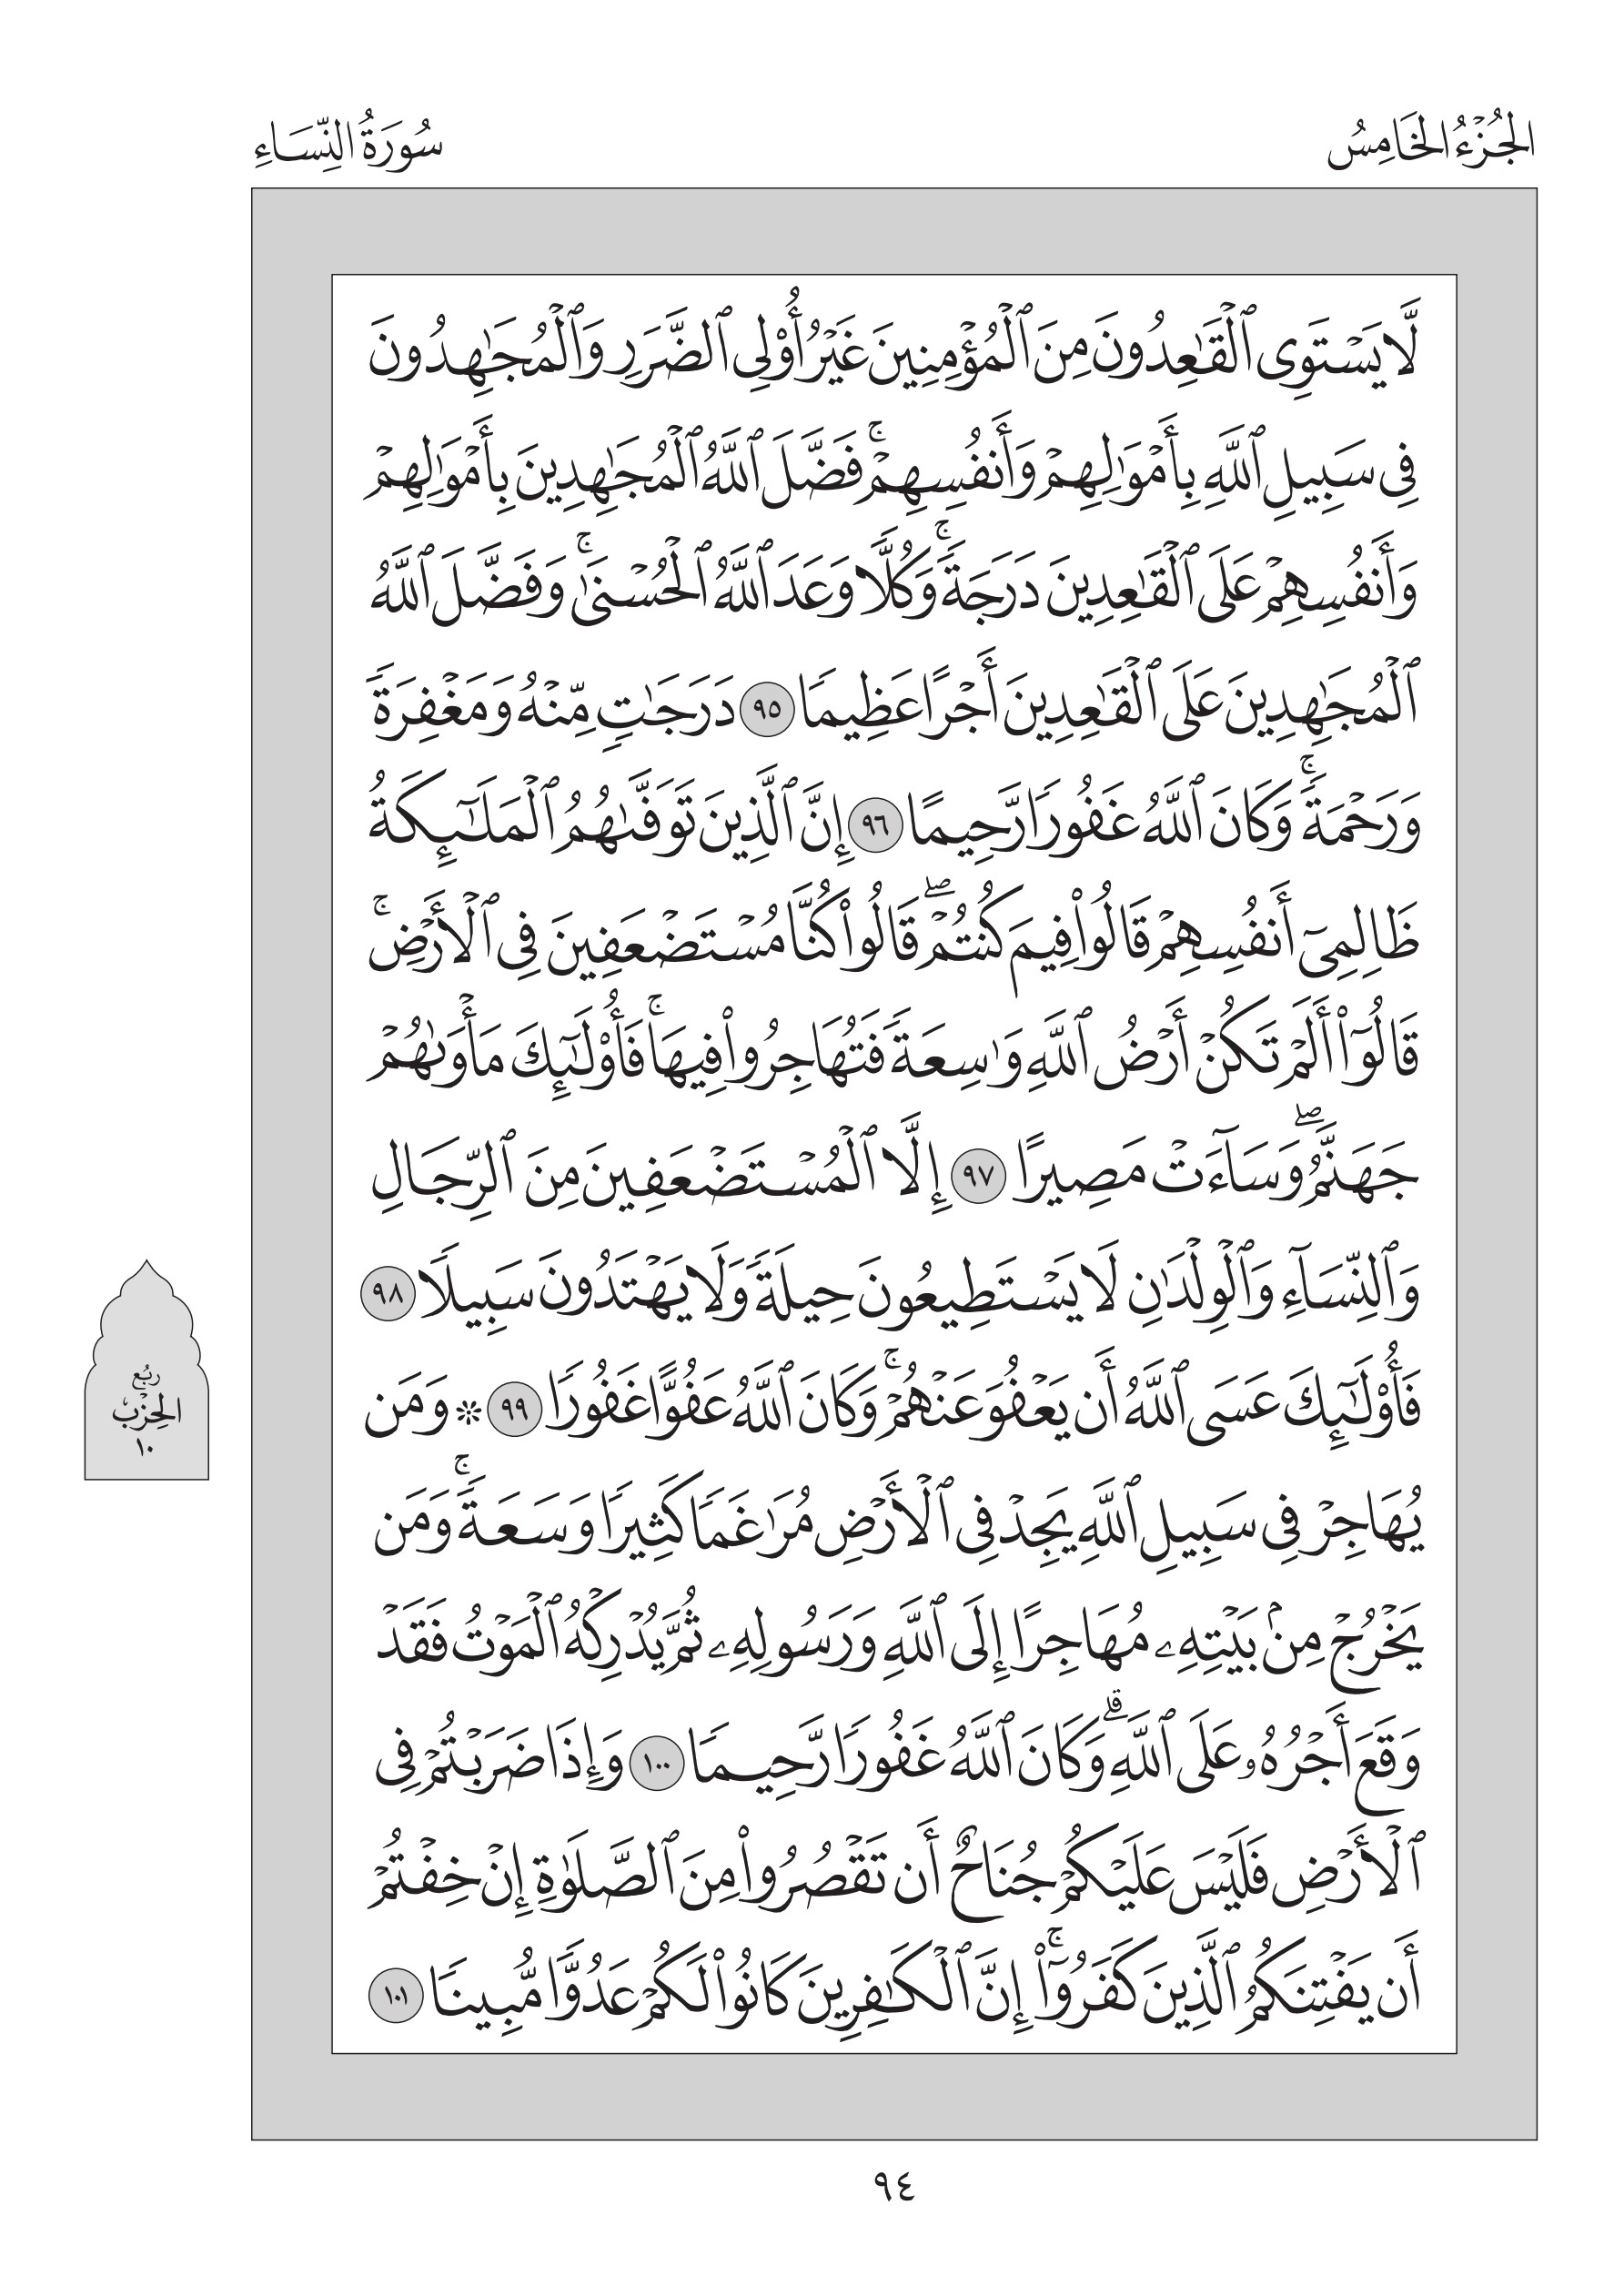 الجُزْءُ الخَامِسُ
سُورَةُ النِّسَاءِ
لَّا يَسْتَوِى ٱلْقَـٰعِدُونَ مِنَ ٱلْمُؤْمِنِينَ غَيْرُ أُو۟لِى ٱلضَّرَرِ وَٱلْمُجَـٰهِدُونَ
فِى سَبِيلِ ٱللَّهِ بِأَمْوَٰلِهِمْ وَأَنفُسِهِمْ ۚ فَضَّلَ ٱللَّهُ ٱلْمُجَـٰهِدِينَ بِأَمْوَٰلِهِمْ
وَأَنفُسِهِمْ عَلَى ٱلْقَـٰعِدِينَ دَرَجَةً ۚ وَكُلًّا وَعَدَ ٱللَّهُ ٱلْحُسْنَىٰ ۚ وَفَضَّلَ ٱللَّهُ
ٱلْمُجَـٰهِدِينَ عَلَى ٱلْقَـٰعِدِينَ أَجْرًا عَظِيمًا ٩٥ دَرَجَـٰتٍ مِّنْهُ وَمَغْفِرَةً
وَرَحْمَةً ۚ وَكَانَ ٱللَّهُ غَفُورًا رَّحِيمًا ٩٦ إِنَّ ٱلَّذِينَ تَوَفَّىٰهُمُ ٱلْمَلَـٰٓئِكَةُ
ظَالِمِىٓ أَنفُسِهِمْ قَالُوا۟ فِيمَ كُنتُمْ ۖ قَالُوا۟ كُنَّا مُسْتَضْعَفِينَ فِى ٱلْأَرْضِ ۚ
قَالُوٓا۟ أَلَمْ تَكُنْ أَرْضُ ٱللَّهِ وَٰسِعَةً فَتُهَاجِرُوا۟ فِيهَا ۚ فَأُو۟لَـٰٓئِكَ مَأْوَىٰهُمْ
جَهَنَّمُ ۖ وَسَآءَتْ مَصِيرًا ٩٧ إِلَّا ٱلْمُسْتَضْعَفِينَ مِنَ ٱلرِّجَالِ
وَٱلنِّسَآءِ وَٱلْوِلْدَٰنِ لَا يَسْتَطِيعُونَ حِيلَةً وَلَا يَهْتَدُونَ سَبِيلًا ٩٨
فَأُو۟لَـٰٓئِكَ عَسَى ٱللَّهُ أَن يَعْفُوَ عَنْهُمْ ۚ وَكَانَ ٱللَّهُ عَفُوًّا غَفُورًا ٩٩ * وَمَن
يُهَاجِرْ فِى سَبِيلِ ٱللَّهِ يَجِدْ فِى ٱلْأَرْضِ مُرَٰغَمًا كَثِيرًا وَسَعَةً ۚ وَمَن
يَخْرُجْ مِنۢ بَيْتِهِۦ مُهَاجِرًا إِلَى ٱللَّهِ وَرَسُولِهِۦ ثُمَّ يُدْرِكْهُ ٱلْمَوْتُ فَقَدْ
وَقَعَ أَجْرُهُۥ عَلَى ٱللَّهِ ۗ وَكَانَ ٱللَّهُ غَفُورًا رَّحِيمًا ١٠٠ وَإِذَا ضَرَبْتُمْ فِى
ٱلْأَرْضِ فَلَيْسَ عَلَيْكُمْ جُنَاحٌ أَن تَقْصُرُوا۟ مِنَ ٱلصَّلَوٰةِ إِنْ خِفْتُمْ
أَن يَفْتِنَكُمُ ٱلَّذِينَ كَفَرُوٓا۟ ۚ إِنَّ ٱلْكَـٰفِرِينَ كَانُوا۟ لَكُمْ عَدُوًّا مُّبِينًا ١٠١
رُبُع
الحِزْب
١٠
٩٤